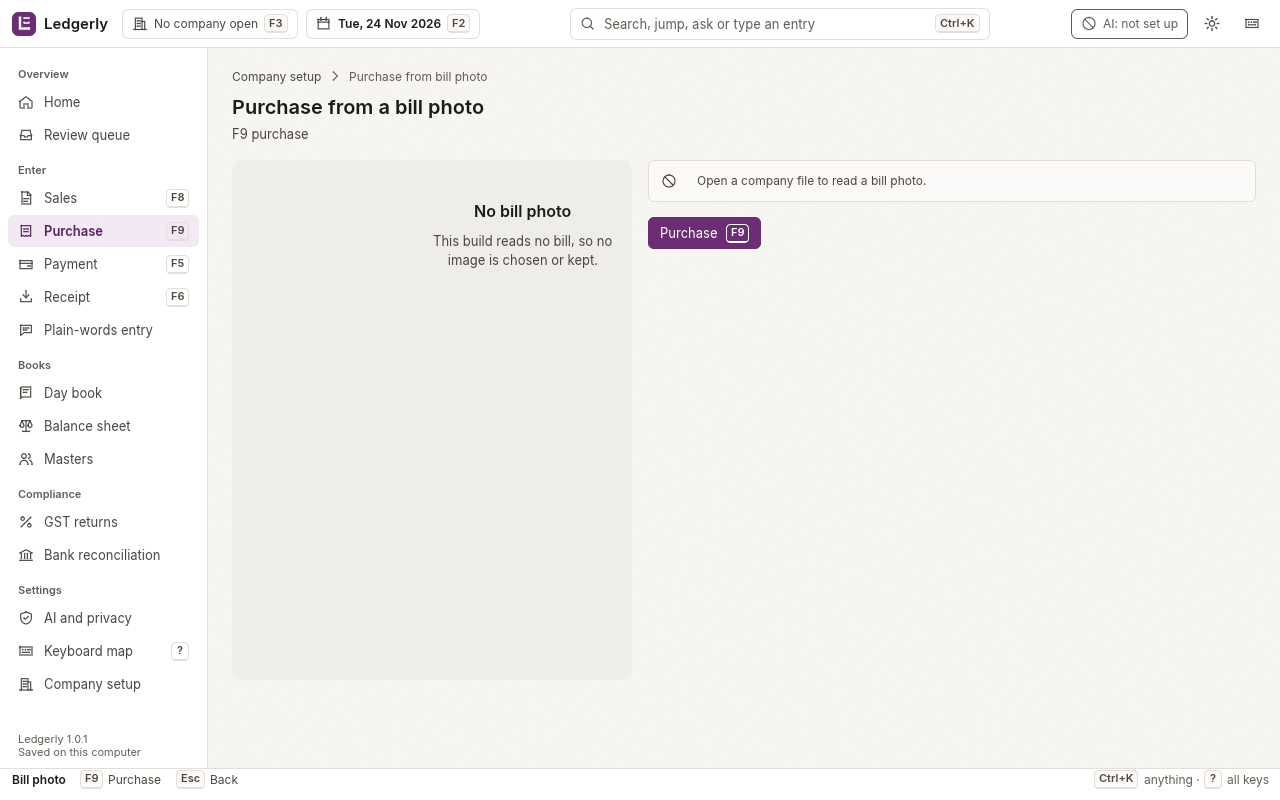 Ledgerly
No company open F3
Tue, 24 Nov 2026 F2
Search, jump, ask or type an entry Ctrl+K
AI: not set up
Overview
Home
Review queue
Enter
Sales F8
Purchase F9
Payment F5
Receipt F6
Plain-words entry
Books
Day book
Balance sheet
Masters
Compliance
GST returns
Bank reconciliation
Settings
AI and privacy
Keyboard map ?
Company setup
Ledgerly 1.0.1
Saved on this computer
Company setup > Purchase from bill photo
Purchase from a bill photo
F9 purchase
No bill photo
This build reads no bill, so no
image is chosen or kept.
Open a company file to read a bill photo.
Purchase F9
Bill photo F9 Purchase Esc Back
Ctrl+K anything · ? all keys